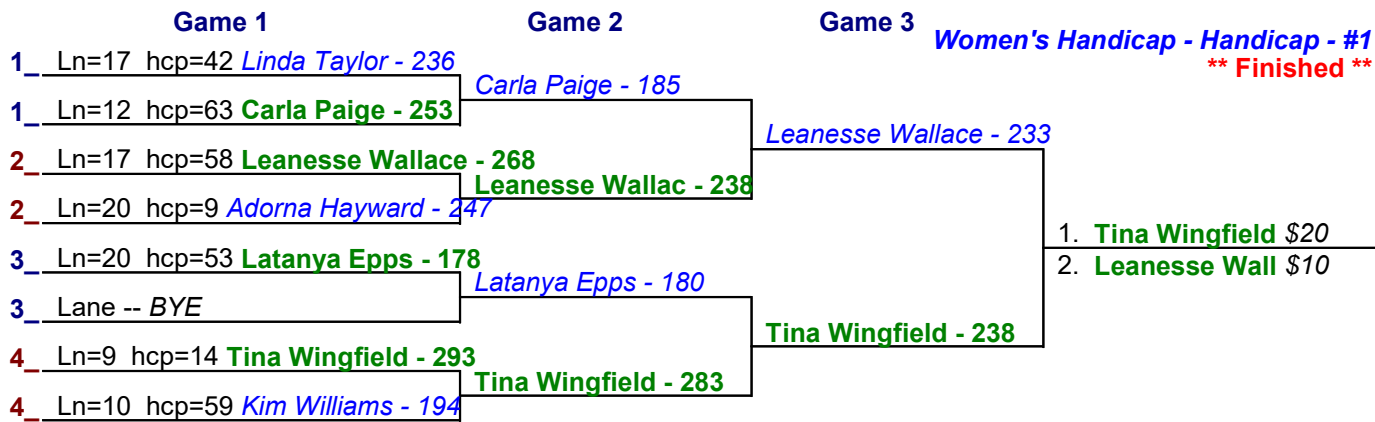 Game 1 Game 2 Game 3
Women's Handicap - Handicap - #1
** Finished **
1_ Ln=17 hcp=42 Linda Taylor - 236
Carla Paige - 185
1_ Ln=12 hcp=63 Carla Paige - 253
Leanesse Wallace - 233
2_ Ln=17 hcp=58 Leanesse Wallace - 268
Leanesse Wallac - 238
2_ Ln=20 hcp=9 Adorna Hayward - 247
1. Tina Wingfield $20
3_ Ln=20 hcp=53 Latanya Epps - 178
2. Leanesse Wall $10
Latanya Epps - 180
3_ Lane -- BYE
Tina Wingfield - 238
4_ Ln=9 hcp=14 Tina Wingfield - 293
Tina Wingfield - 283
4_ Ln=10 hcp=59 Kim Williams - 194